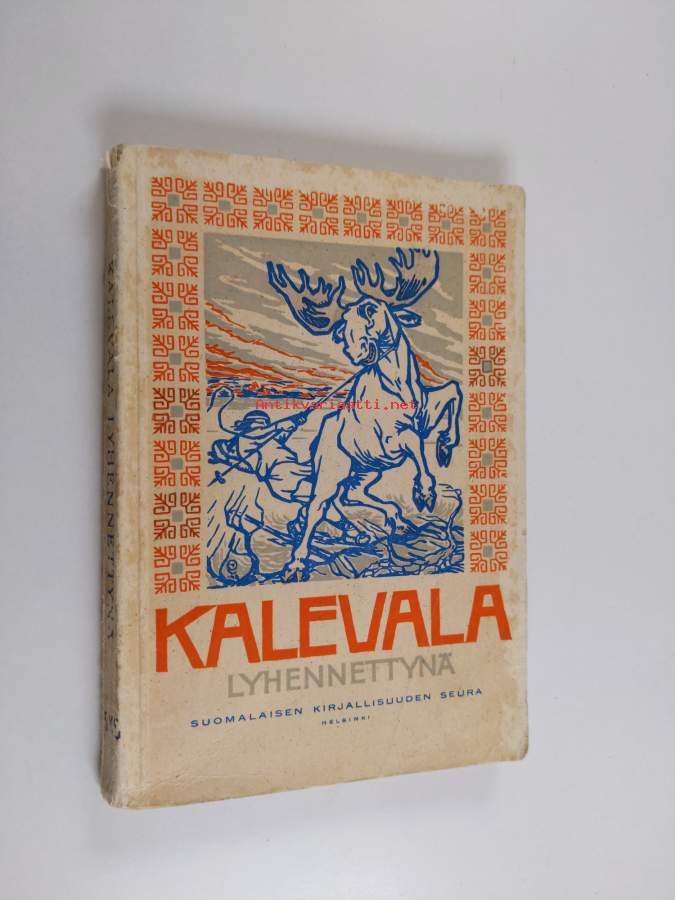 Antikvariaatti.net
KALEVALA
LYHENNETTYNÄ
SUOMALAISEN KIRJALLISUUDEN SEURA
HELSINKI
KALEVALA LYHENNETTYNÄ